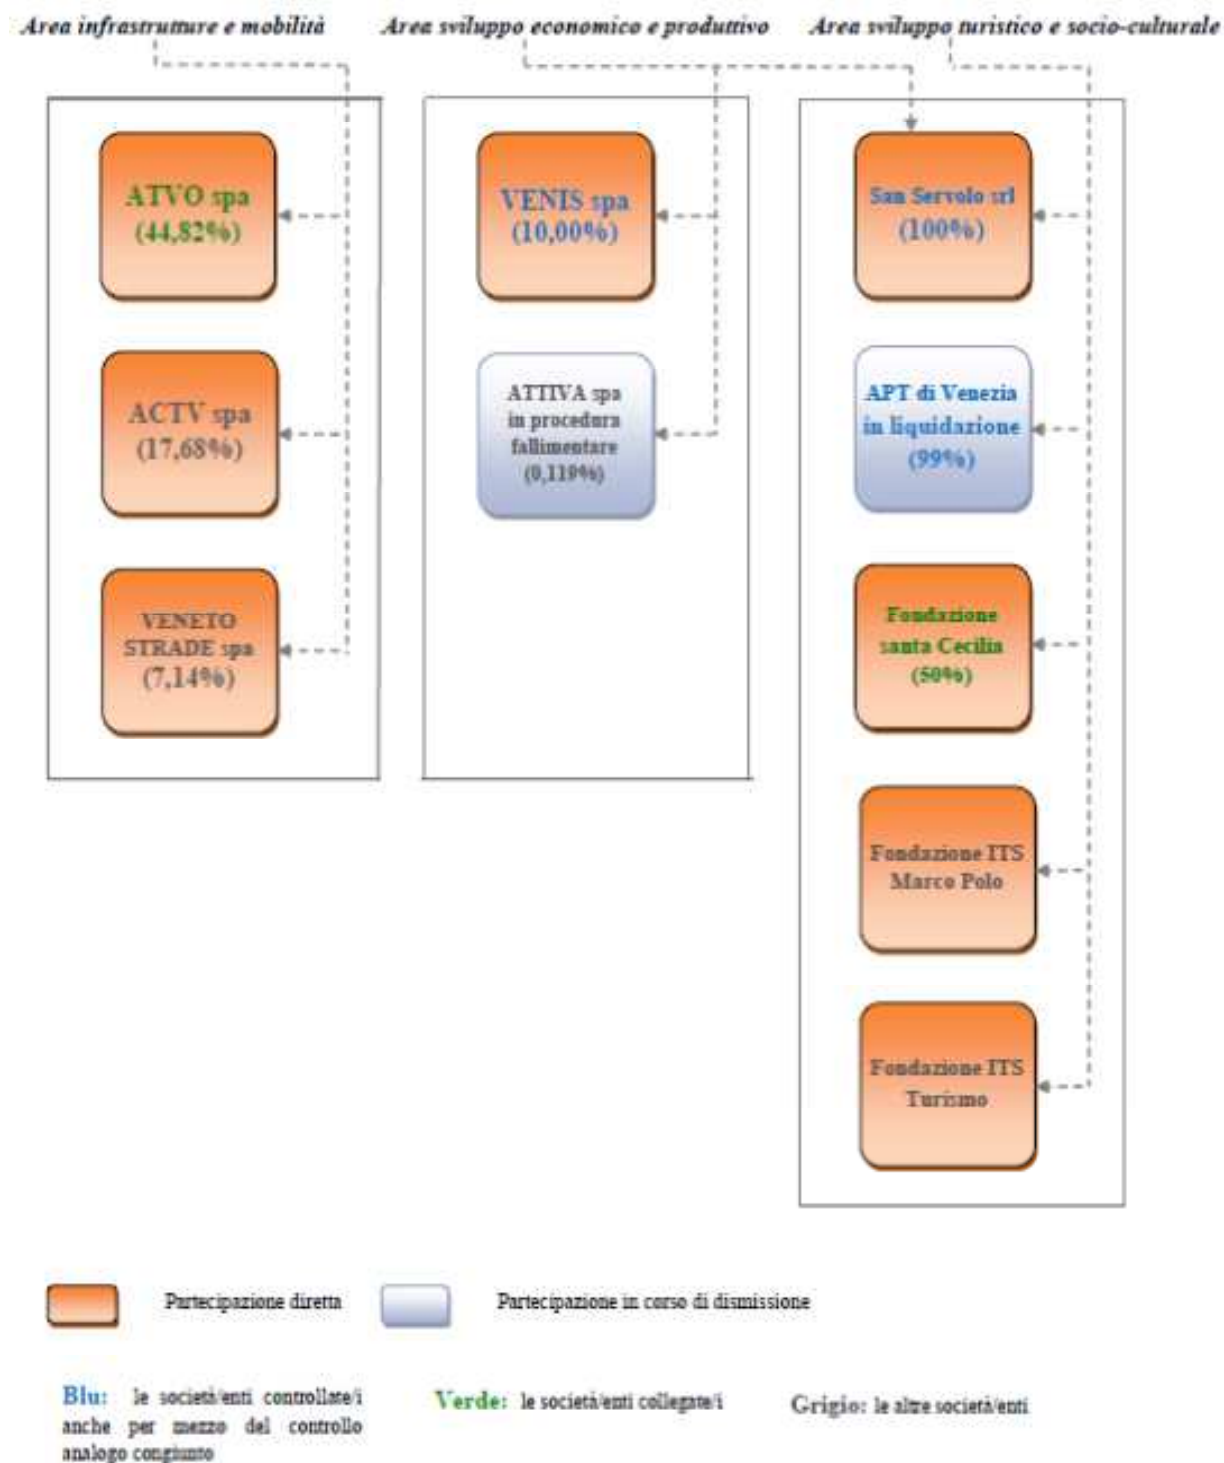 Area infrastrutture e mobilità
Area sviluppo economico e produttivo
Area sviluppo turistico e socio-culturale
ATVO spa
(44,82%)
ACTV spa
(17,68%)
VENETO
STRADE spa
(7,14%)
VENIS spa
(10,00%)
ATTIVA spa
in procedura
fallimentare
(0,119%)
San Servolo srl
(100%)
APT di Venezia
in liquidazione
(99%)
Fondazione
santa Cecilia
(50%)
Fondazione ITS
Marco Polo
Fondazione ITS
Turismo
Partecipazione diretta
Partecipazione in corso di dismissione
Blu: le società/enti controllate/i
anche per mezzo del controllo
analogo congiunto
Verde: le società/enti collegate/i
Grigio: le altre società/enti